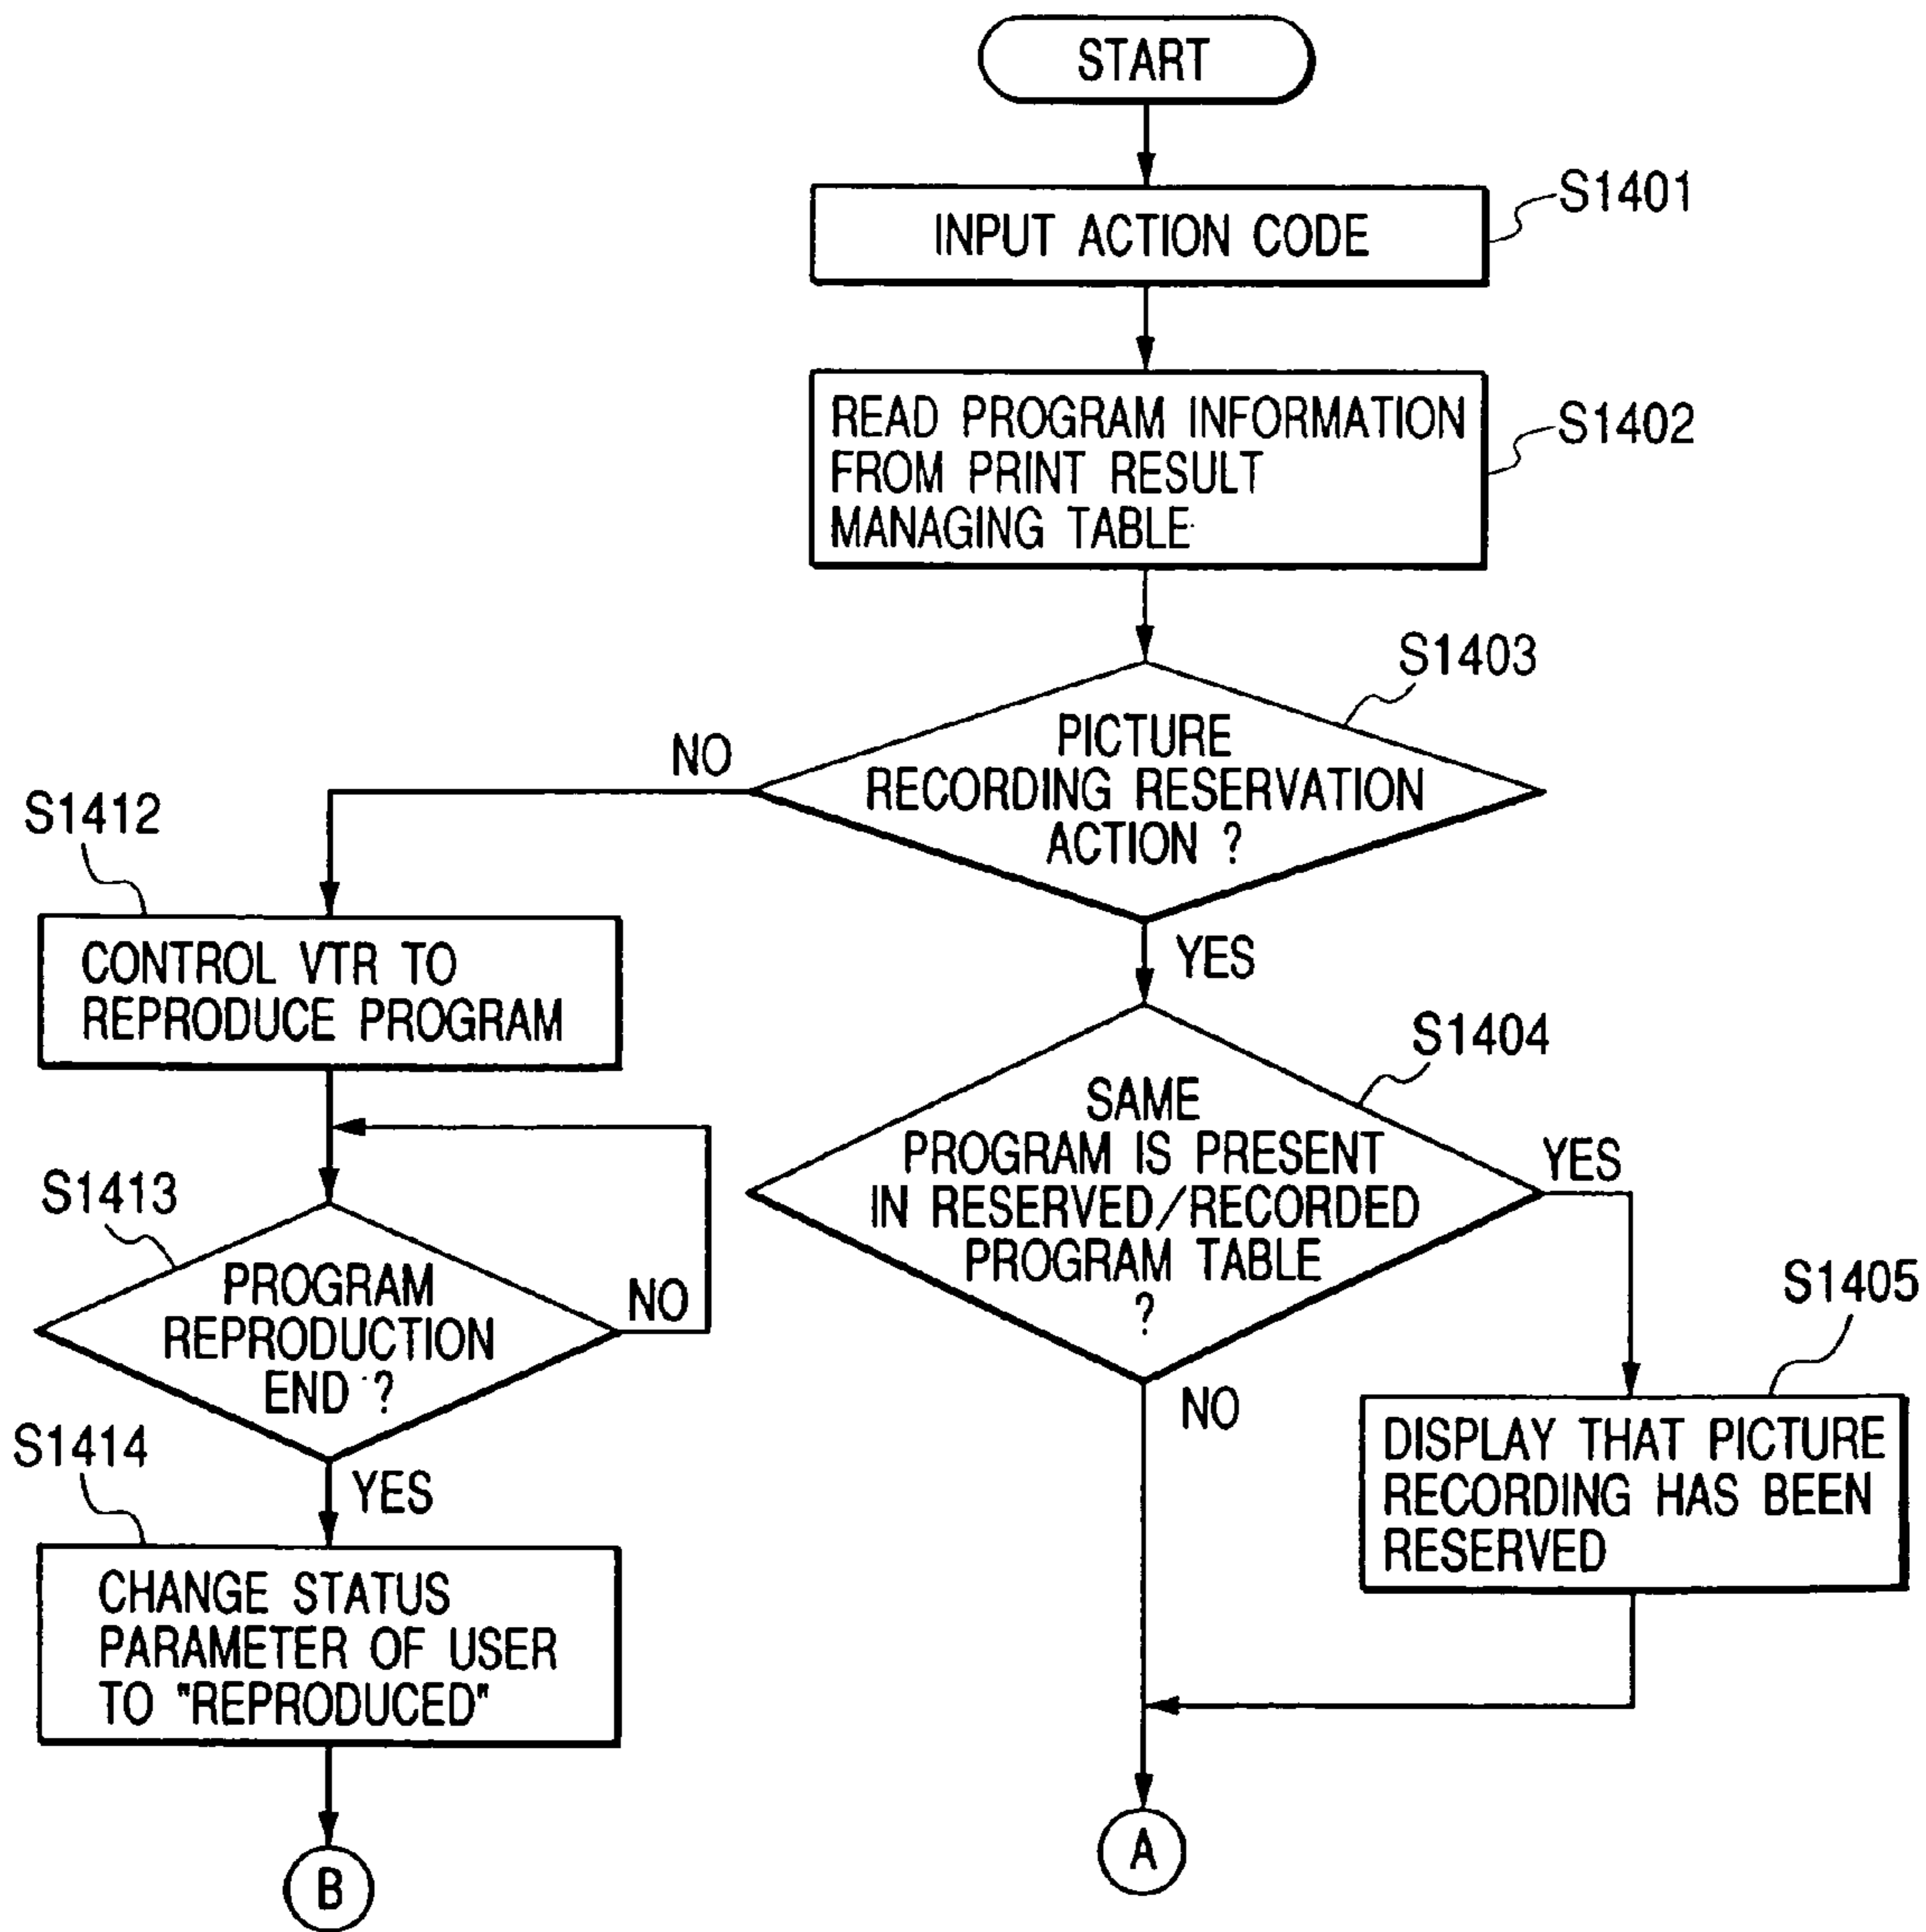 START
INPUT ACTION CODE
S1401
READ PROGRAM INFORMATION
FROM PRINT RESULT
MANAGING TABLE
S1402
S1403
PICTURE
RECORDING RESERVATION
ACTION ?
NO
YES
S1412
CONTROL VTR TO
REPRODUCE PROGRAM
S1413
PROGRAM
REPRODUCTION
END ?
NO
YES
S1414
CHANGE STATUS
PARAMETER OF USER
TO "REPRODUCED"
B
S1404
SAME
PROGRAM IS PRESENT
IN RESERVED/RECORDED
PROGRAM TABLE
?
YES
NO
S1405
DISPLAY THAT PICTURE
RECORDING HAS BEEN
RESERVED
A